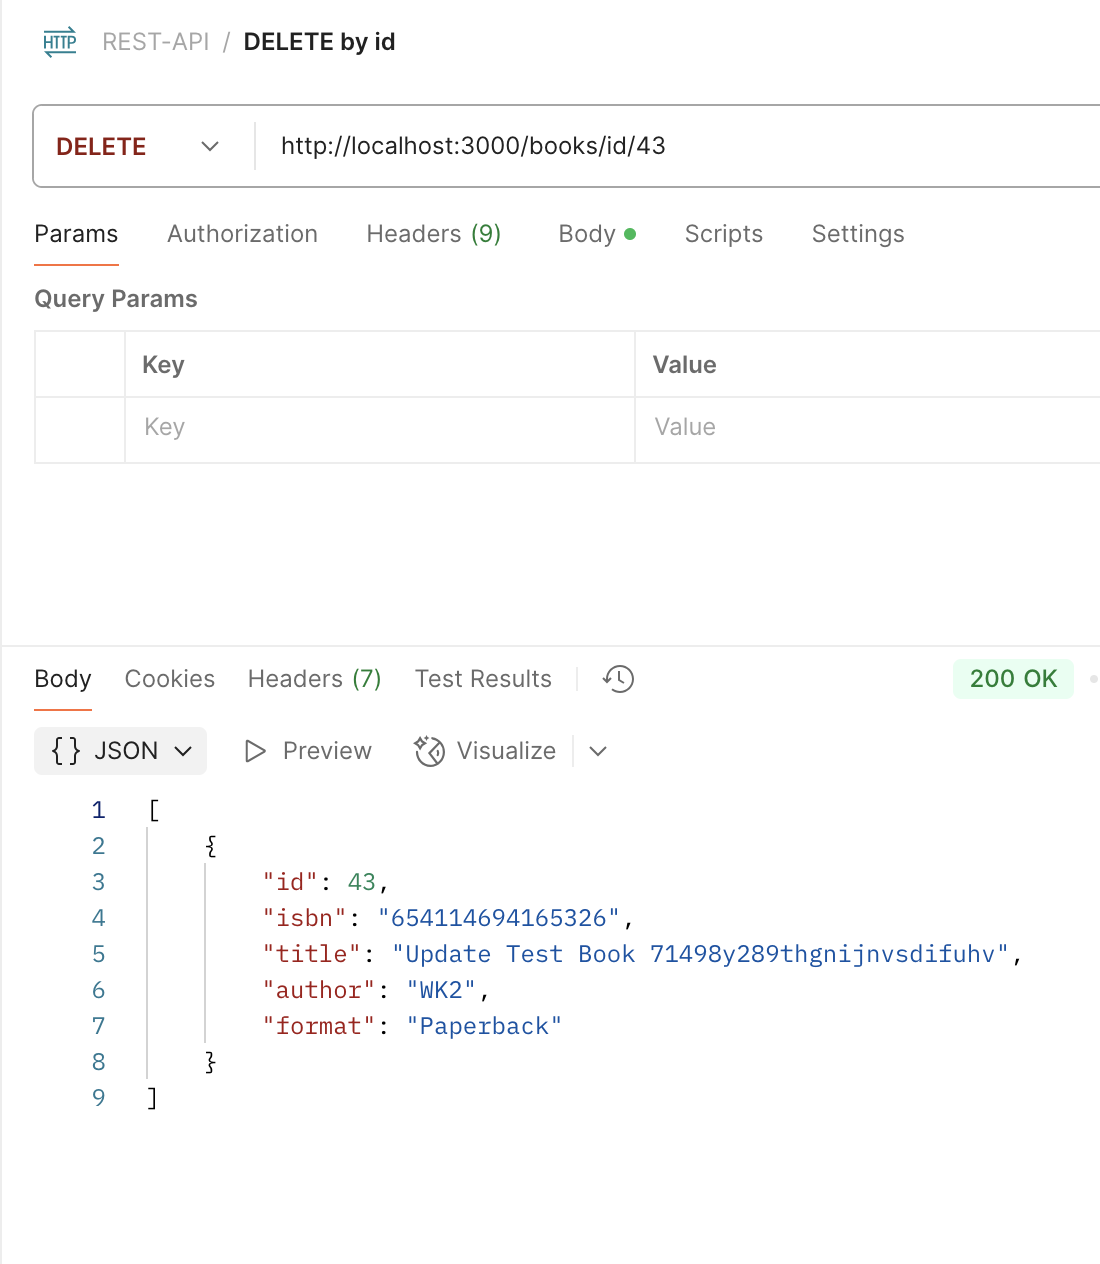 HTTP REST-API / DELETE by id
DELETE http://localhost:3000/books/id/43
Params Authorization Headers (9) Body Scripts Settings
Query Params
Key Value
Key Value
Body Cookies Headers (7) Test Results 200 OK
{} JSON Preview Visualize
1 [
2 {
3 "id": 43,
4 "isbn": "654114694165326",
5 "title": "Update Test Book 71498y289thgnijnvsdifuhv",
6 "author": "WK2",
7 "format": "Paperback"
8 }
9 ]